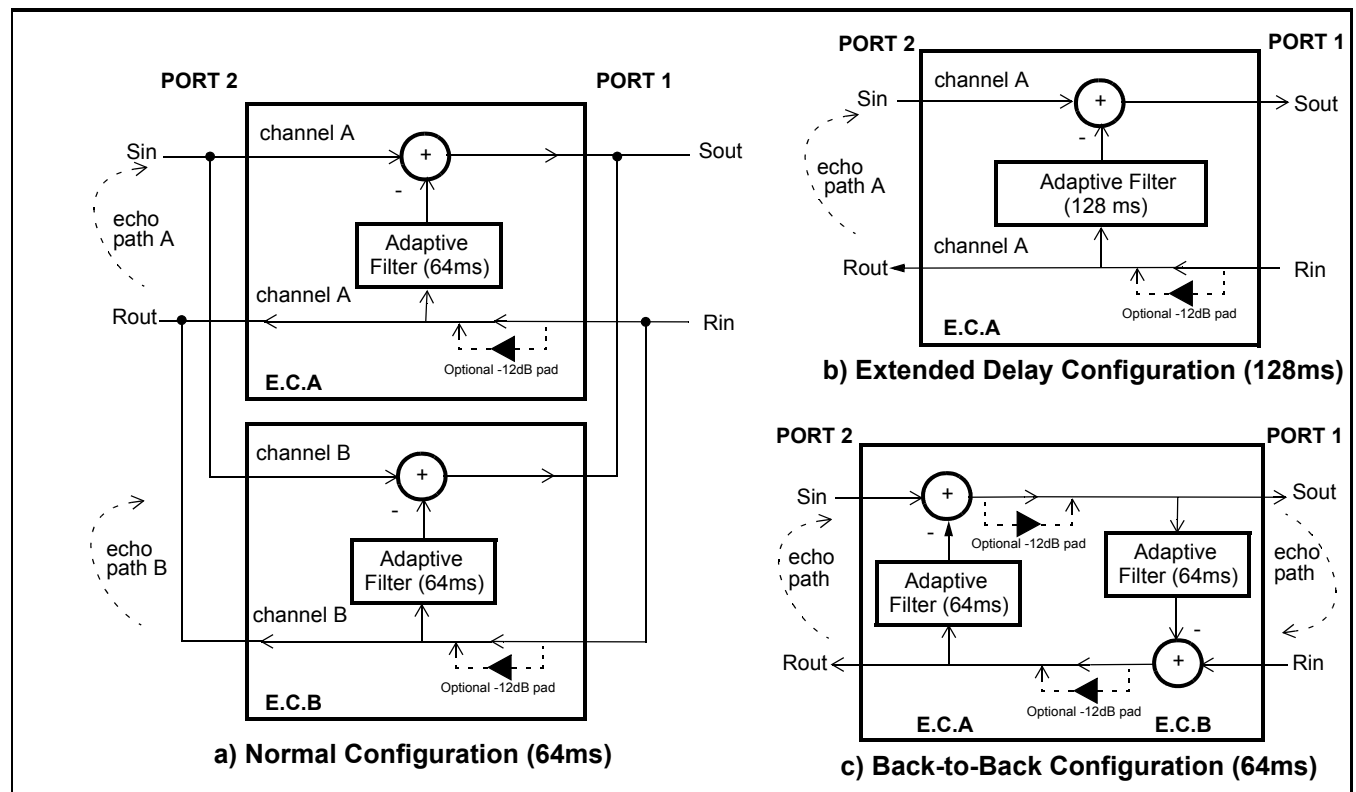 PORT 2
PORT 1
channel A
Sin
+
Sout
-
echo
path A
Adaptive
Filter (64ms)
channel A
Rout
Rin
Optional -12dB pad
E.C.A
channel B
+
-
echo
path B
Adaptive
Filter (64ms)
channel B
Optional -12dB pad
E.C.B
a) Normal Configuration (64ms)
PORT 2
PORT 1
channel A
Sin
+
Sout
-
echo
path A
Adaptive Filter
(128 ms)
channel A
Rout
Rin
Optional -12dB pad
E.C.A
b) Extended Delay Configuration (128ms)
PORT 2
PORT 1
Sin
+
Sout
-
Optional -12dB pad
echo
path
Adaptive
Filter (64ms)
Adaptive
Filter (64ms)
echo
path
-
Rout
+
Rin
Optional -12dB pad
E.C.A
E.C.B
c) Back-to-Back Configuration (64ms)